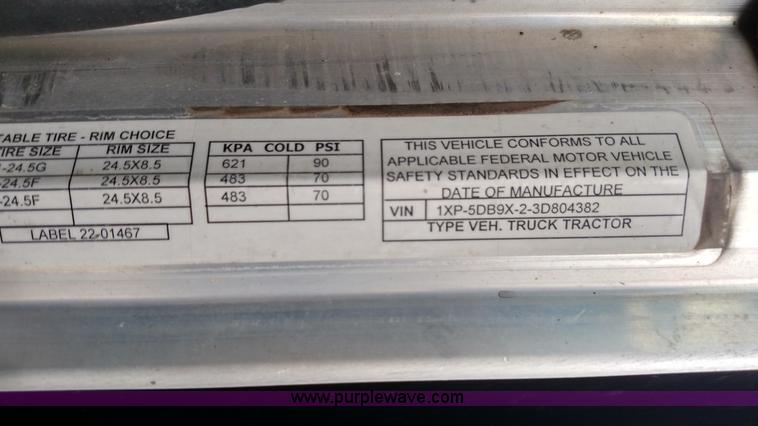 TABLE TIRE - RIM CHOICE
TIRE SIZE RIM SIZE
-24.5G 24.5X8.5
-24.5F 24.5X8.5
-24.5F 24.5X8.5
LABEL 22-01467
KPA COLD PSI
621 90
483 70
483 70
THIS VEHICLE CONFORMS TO ALL
APPLICABLE FEDERAL MOTOR VEHICLE
SAFETY STANDARDS IN EFFECT ON THE
DATE OF MANUFACTURE
VIN 1XP-5DB9X-2-3D804382
TYPE VEH. TRUCK TRACTOR
www.purplewave.com